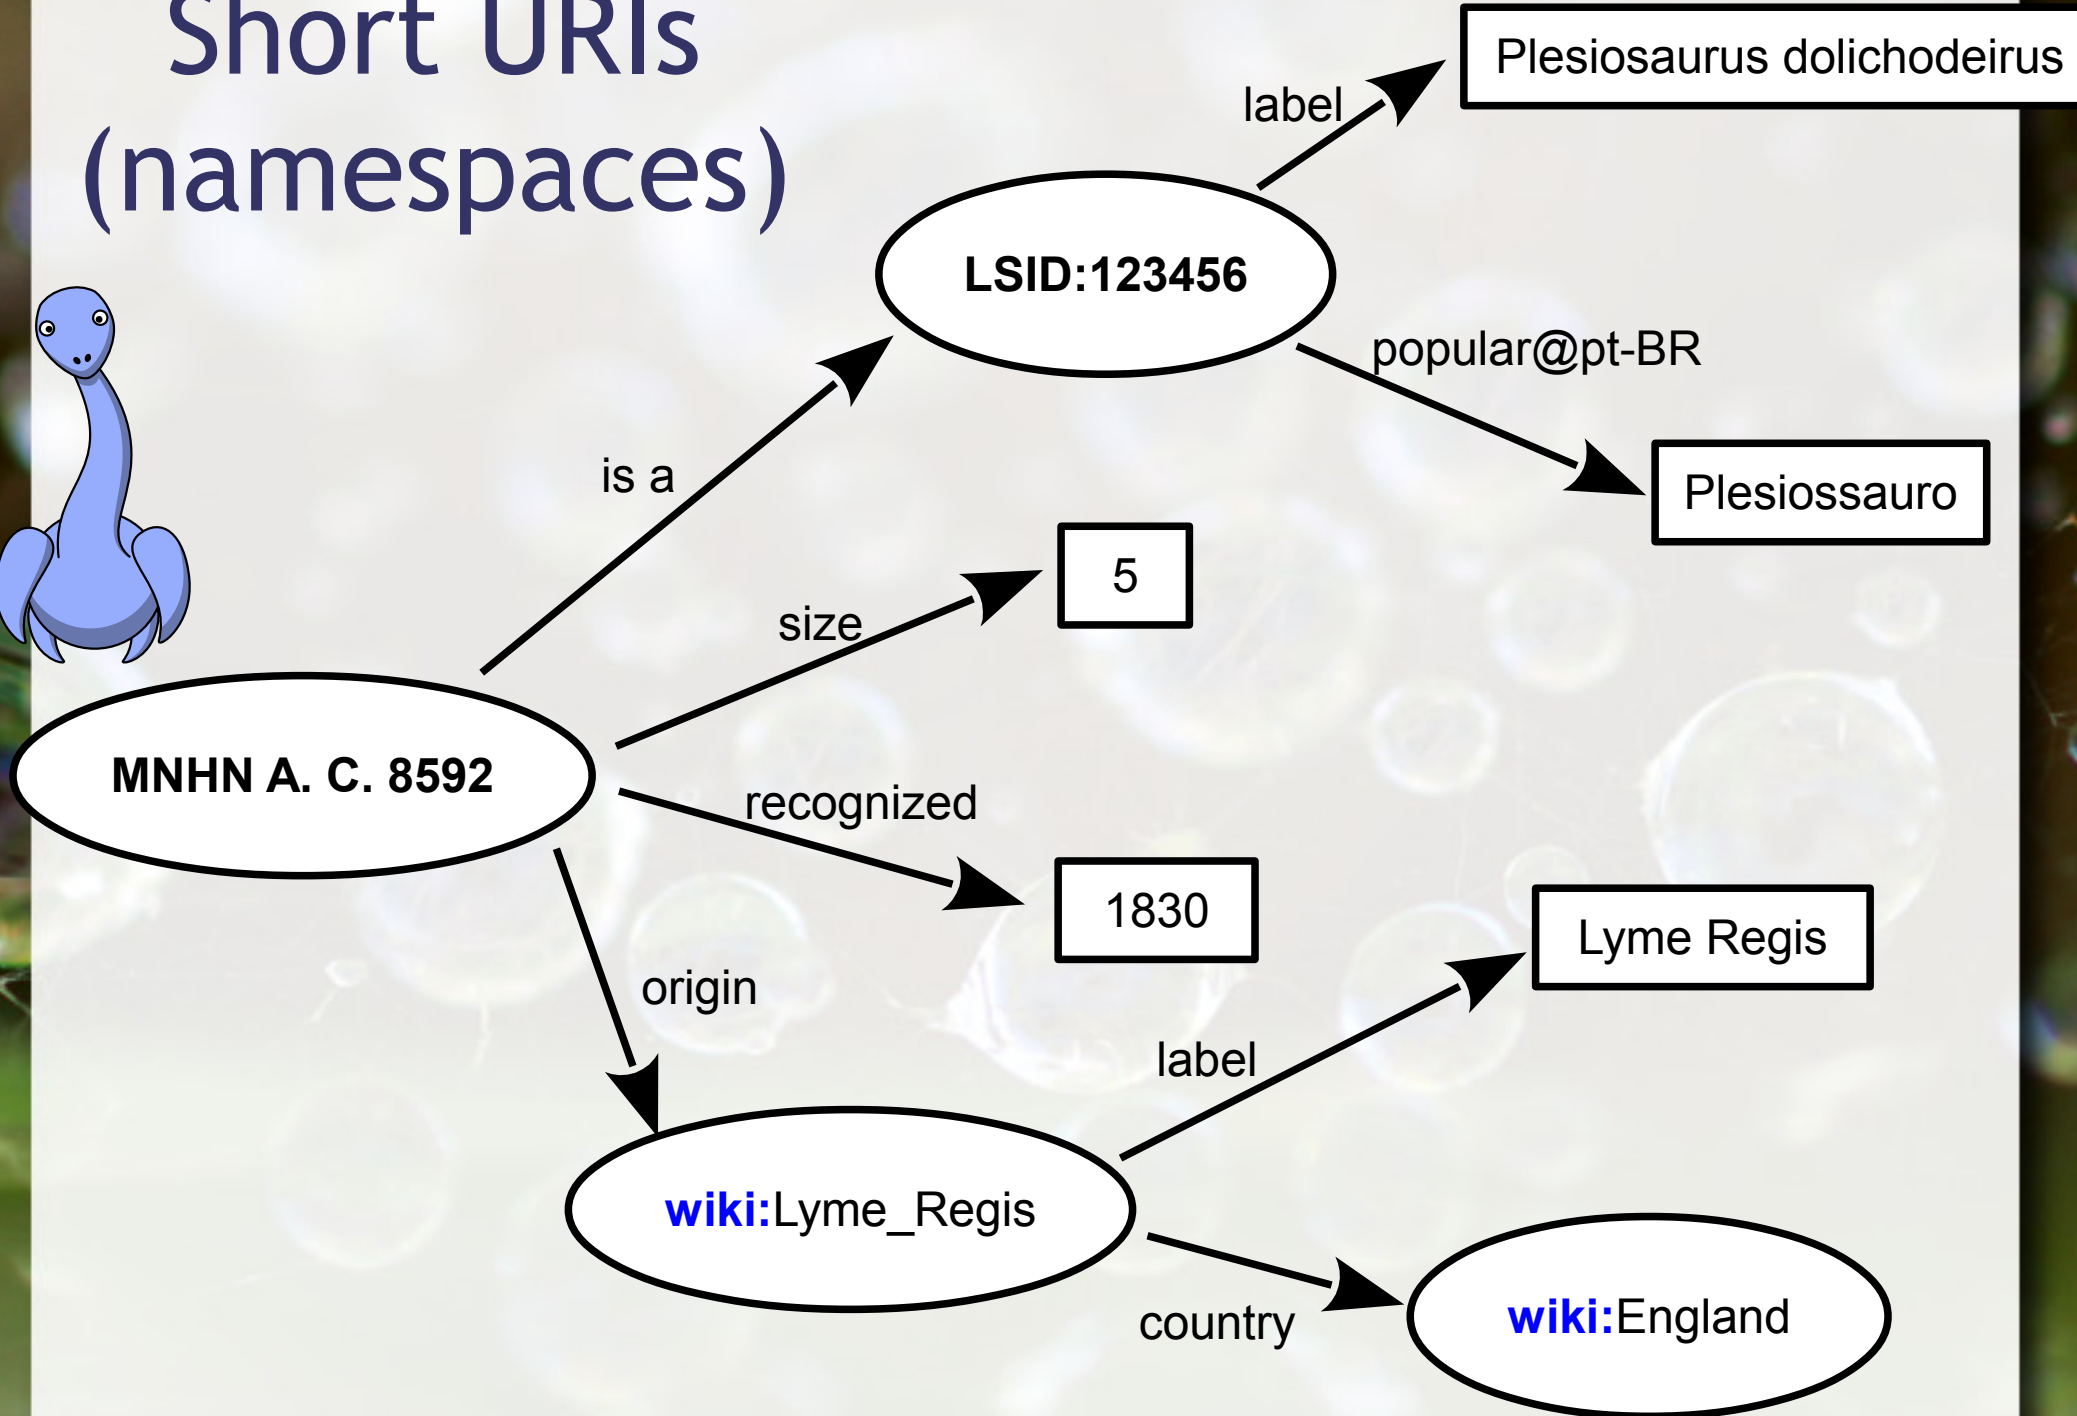 Short URIs
(namespaces)
Plesiosaurus dolichodeirus
label
LSID:123456
popular@pt-BR
Plesiossauro
is a
5
size
MNHN A. C. 8592
recognized
1830
Lyme Regis
origin
label
wiki:Lyme_Regis
country
wiki:England